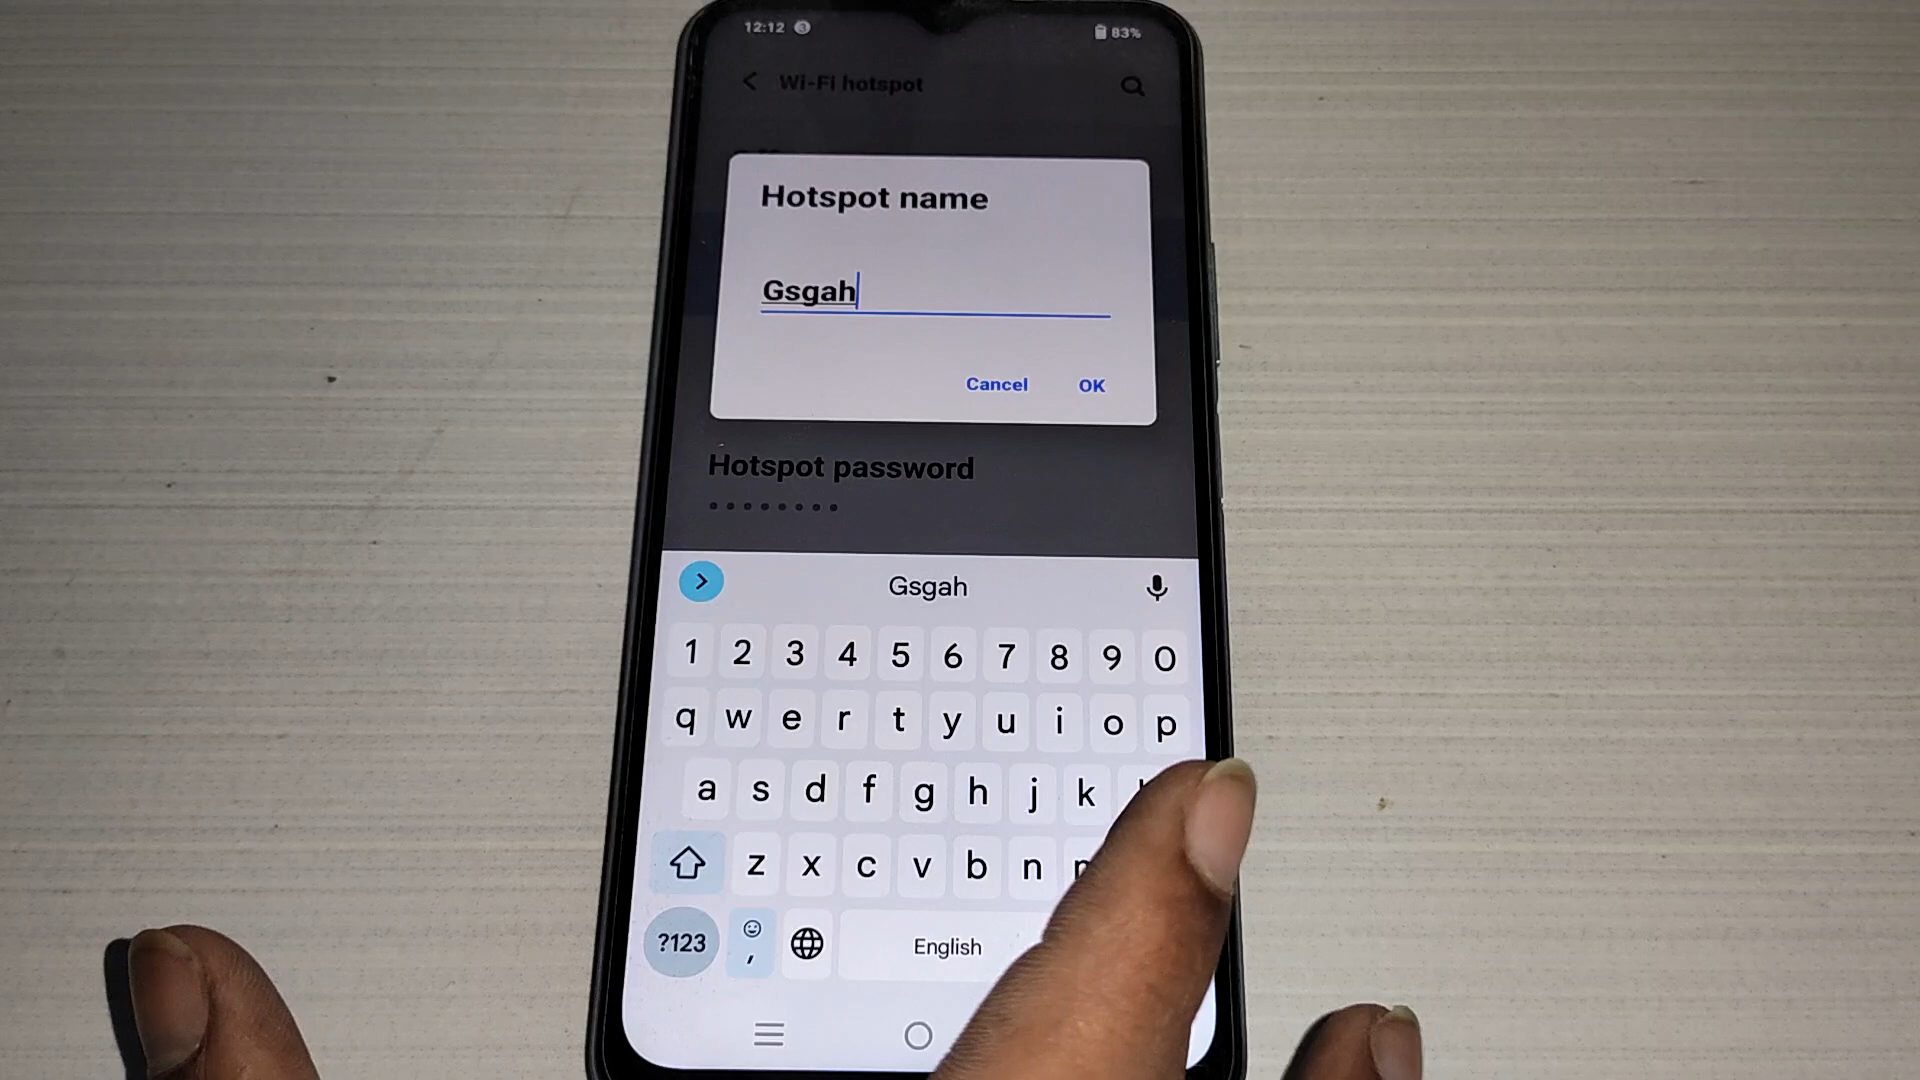 12:12 3 83%
Wi-Fi hotspot
Hotspot name
Gsgah
Cancel OK
Hotspot password
Gsgah
1 2 3 4 5 6 7 8 9 0
q w e r t y u i o p
a s d f g h j k
z x c v b n
?123 , English